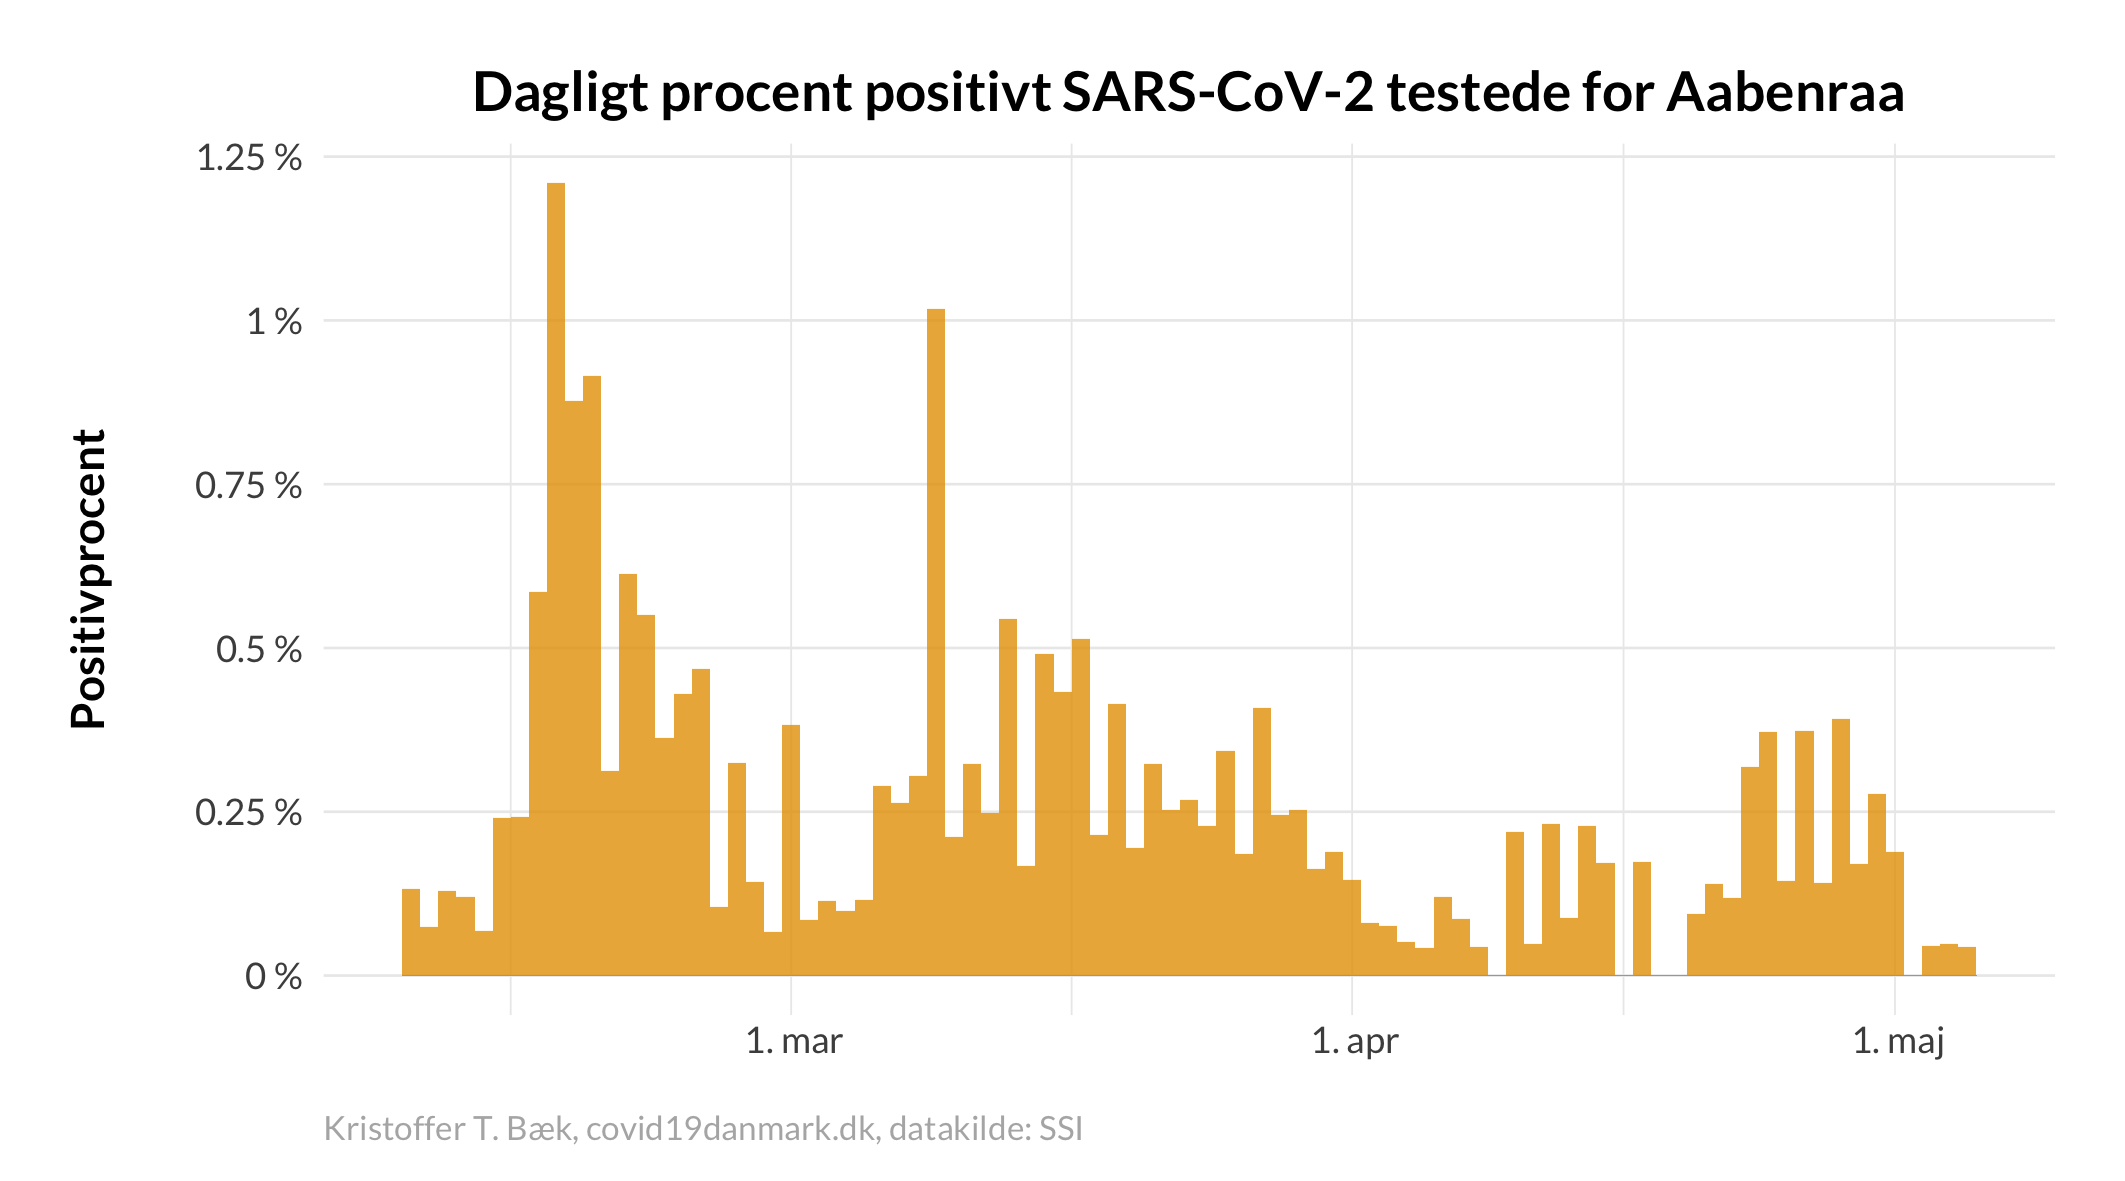 Dagligt procent positivt SARS-CoV-2 testede for Aabenraa
Positivprocent
1.25 %
1 %
0.75 %
0.5 %
0.25 %
0 %
1. mar
1. apr
1. maj
Kristoffer T. Bæk, covid19danmark.dk, datakilde: SSI